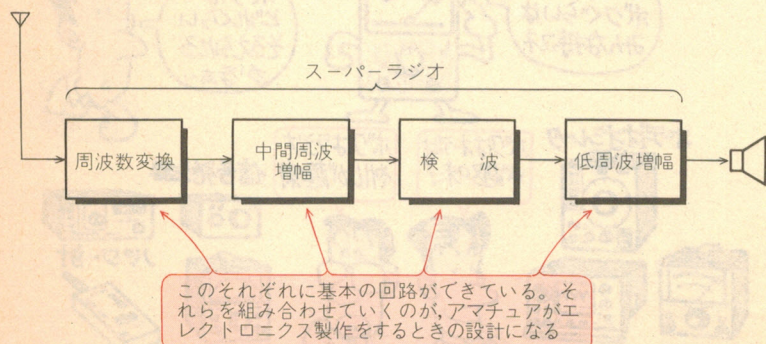 スーパーラジオ
周波数変換
中間周波
増幅
検 波
低周波増幅
このそれぞれに基本の回路ができている。そ
れらを組み合わせていくのが,アマチュアがエ
レクトロニクス製作をするときの設計になる